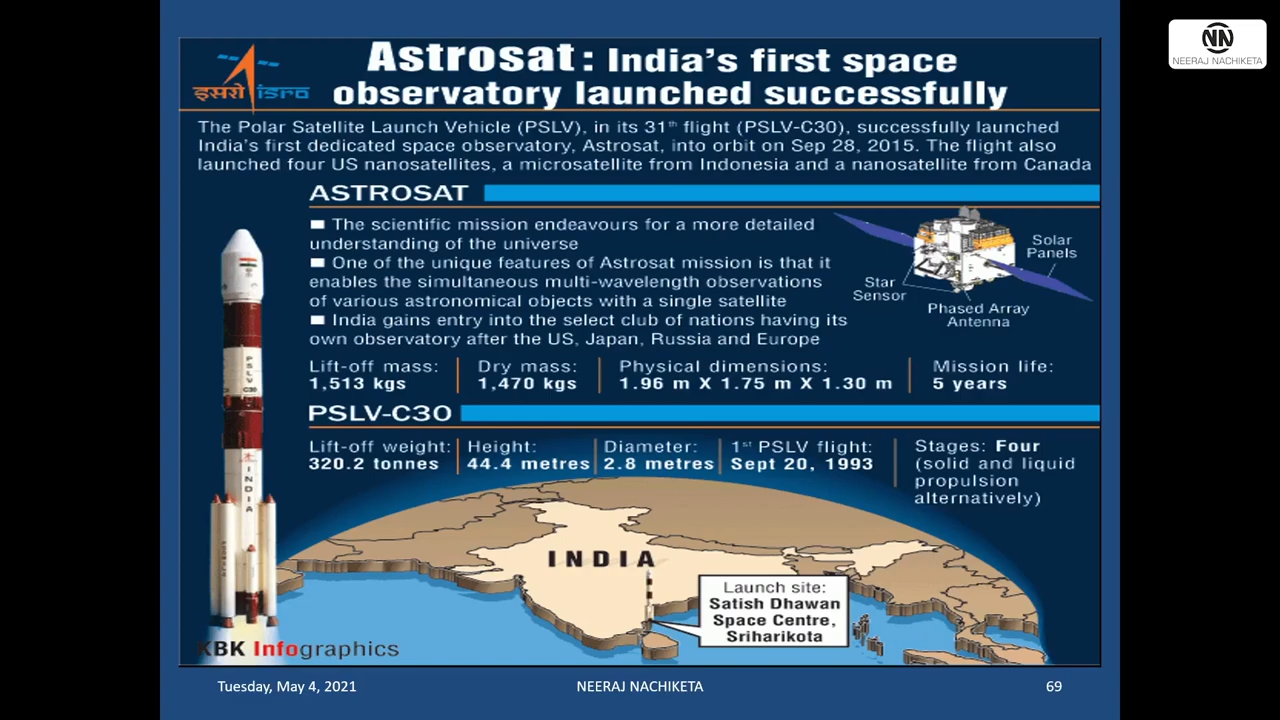 NN
NEERAJ NACHIKETA
इसरो isro
Astrosat: India's first space
observatory launched successfully
The Polar Satellite Launch Vehicle (PSLV), in its 31th flight (PSLV-C30), successfully launched
India's first dedicated space observatory, Astrosat, into orbit on Sep 28, 2015. The flight also
launched four US nanosatellites, a microsatellite from Indonesia and a nanosatellite from Canada
ASTROSAT
■ The scientific mission endeavours for a more detailed
understanding of the universe
■ One of the unique features of Astrosat mission is that it
enables the simultaneous multi-wavelength observations
of various astronomical objects with a single satellite
■ India gains entry into the select club of nations having its
own observatory after the US, Japan, Russia and Europe
Solar
Panels
Star
Sensor
Phased Array
Antenna
Lift-off mass:
1,513 kgs
Dry mass:
1,470 kgs
Physical dimensions:
1.96 m X 1.75 m X 1.30 m
Mission life:
5 years
PSLV-C30
Lift-off weight:
320.2 tonnes
Height:
44.4 metres
Diameter:
2.8 metres
1st PSLV flight:
Sept 20, 1993
Stages: Four
(solid and liquid
propulsion
alternatively)
PSLV
C30
INDIA
INDIA
Launch site:
Satish Dhawan
Space Centre,
Sriharikota
KBK Infographics
Tuesday, May 4, 2021
NEERAJ NACHIKETA
69